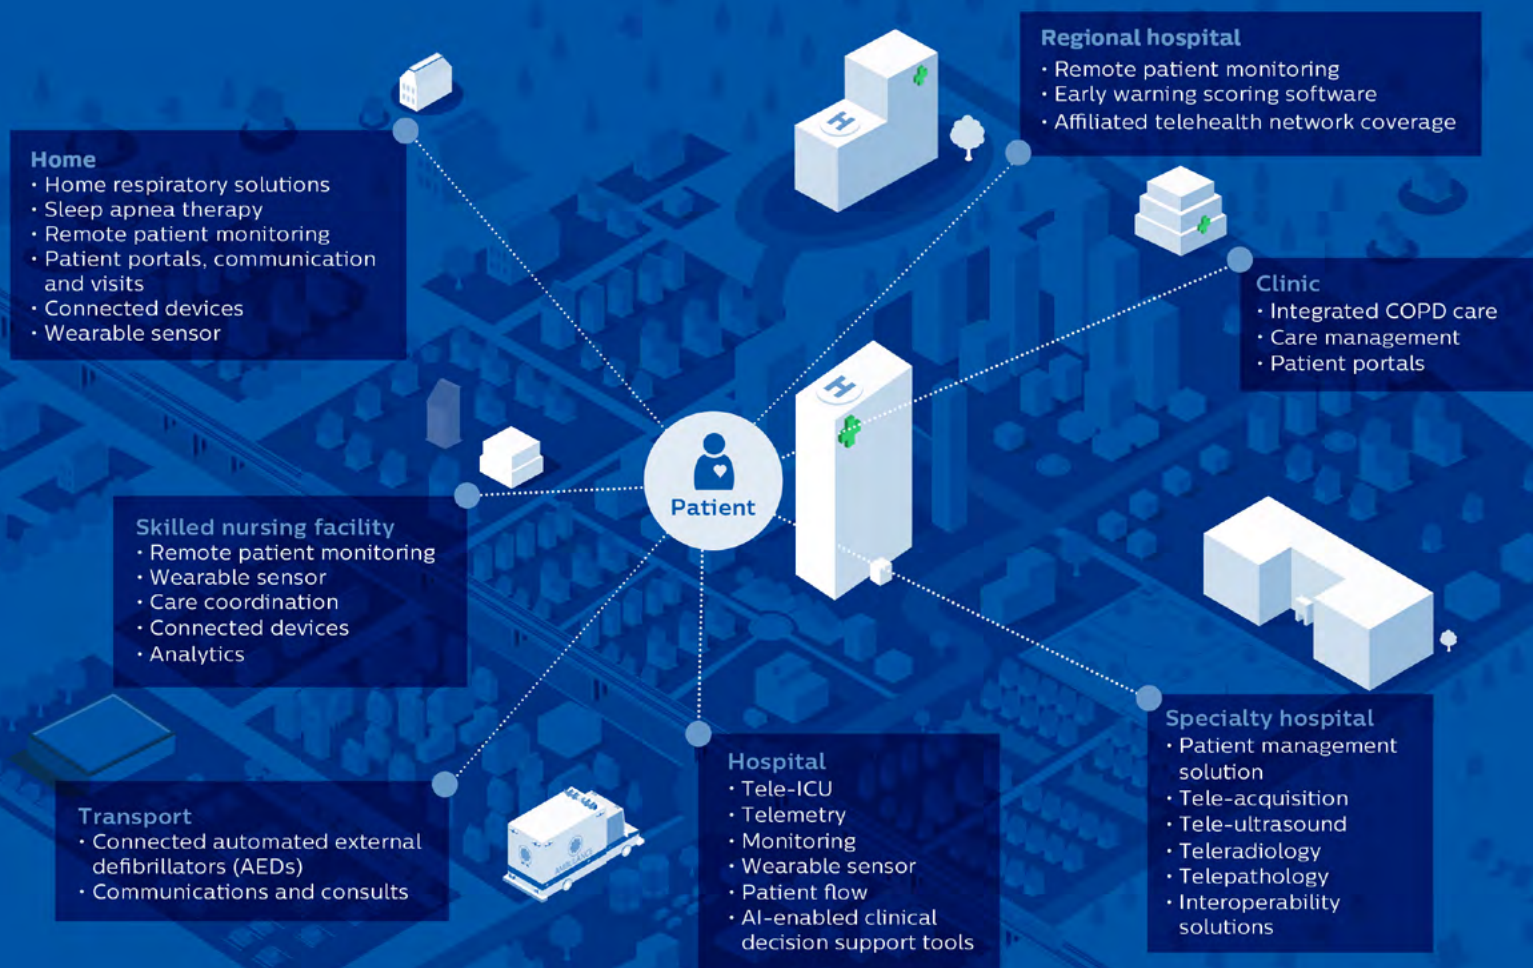 Regional hospital
· Remote patient monitoring
· Early warning scoring software
· Affiliated telehealth network coverage
H
Home
· Home respiratory solutions
· Sleep apnea therapy
· Remote patient monitoring
· Patient portals, communication
and visits
· Connected devices
· Wearable sensor
Clinic
· Integrated COPD care
· Care management
· Patient portals
H
Patient
Skilled nursing facility
· Remote patient monitoring
· Wearable sensor
· Care coordination
· Connected devices
· Analytics
Specialty hospital
· Patient management
solution
· Tele-acquisition
· Tele-ultrasound
· Teleradiology
· Telepathology
· Interoperability
solutions
Hospital
· Tele-ICU
· Telemetry
· Monitoring
· Wearable sensor
· Patient flow
· AI-enabled clinical
decision support tools
Transport
· Connected automated external
defibrillators (AEDs)
· Communications and consults
AMBULANCE